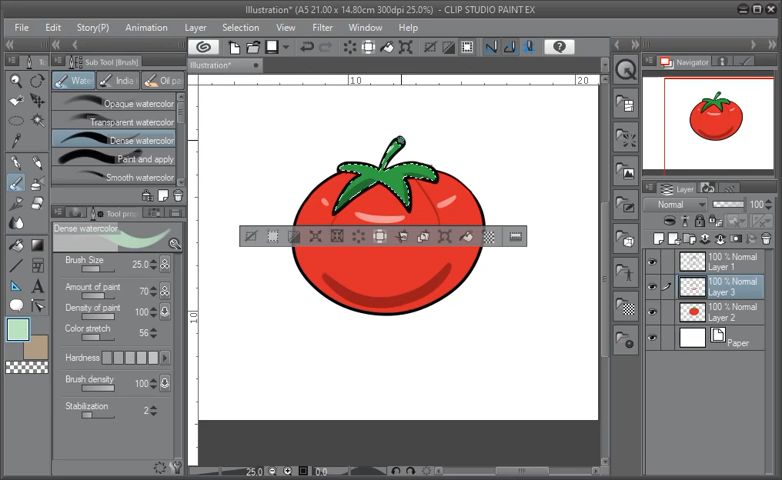 Illustration* (A5 21.00 x 14.80cm 300dpi 25.0%) - CLIP STUDIO PAINT EX
File Edit Story(P) Animation Layer Selection View Filter Window Help
Sub Tool [Brush]
Illustration*
Navigator
Wate India Oil pa
10 20
Opaque watercolor
Transparent watercolor
Dense watercolor
Paint and apply
Smooth watercolor
Tool prop
Dense watercolor
Brush Size 25.0
Amount of paint 70
Density of paint 100
Color stretch 56
Hardness
Brush density 100
Stabilization 2
10
25.0 0.0
Layer
Normal 100
100 % Normal
Layer 1
100 % Normal
Layer 3
100 % Normal
Layer 2
Paper